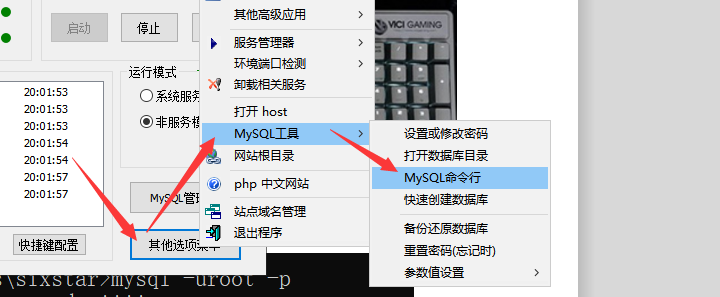 其他高级应用
VICI GAMING
启动
停止
服务管理器
环境端口检测
卸载相关服务
运行模式
20:01:53
20:01:53
20:01:53
20:01:54
20:01:54
20:01:57
20:01:57
系统服务
非服务模
打开 host
MySQL工具
网站根目录
设置或修改密码
打开数据库目录
MySQL命令行
快速创建数据库
php 中文网站
MySQL管理
站点域名管理
退出程序
备份还原数据库
重置密码(忘记时)
参数值设置
快捷键配置
其他选项菜单
s\sixstar>mysql -uroot -p